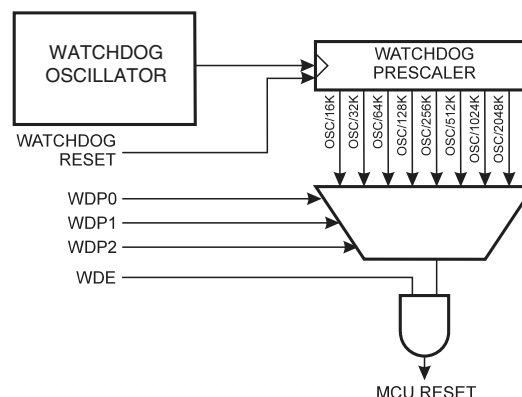 WATCHDOG
OSCILLATOR
WATCHDOG
PRESCALER
WATCHDOG
RESET
OSC/16K
OSC/32K
OSC/64K
OSC/128K
OSC/256K
OSC/512K
OSC/1024K
OSC/2048K
WDP0
WDP1
WDP2
WDE
MCU RESET